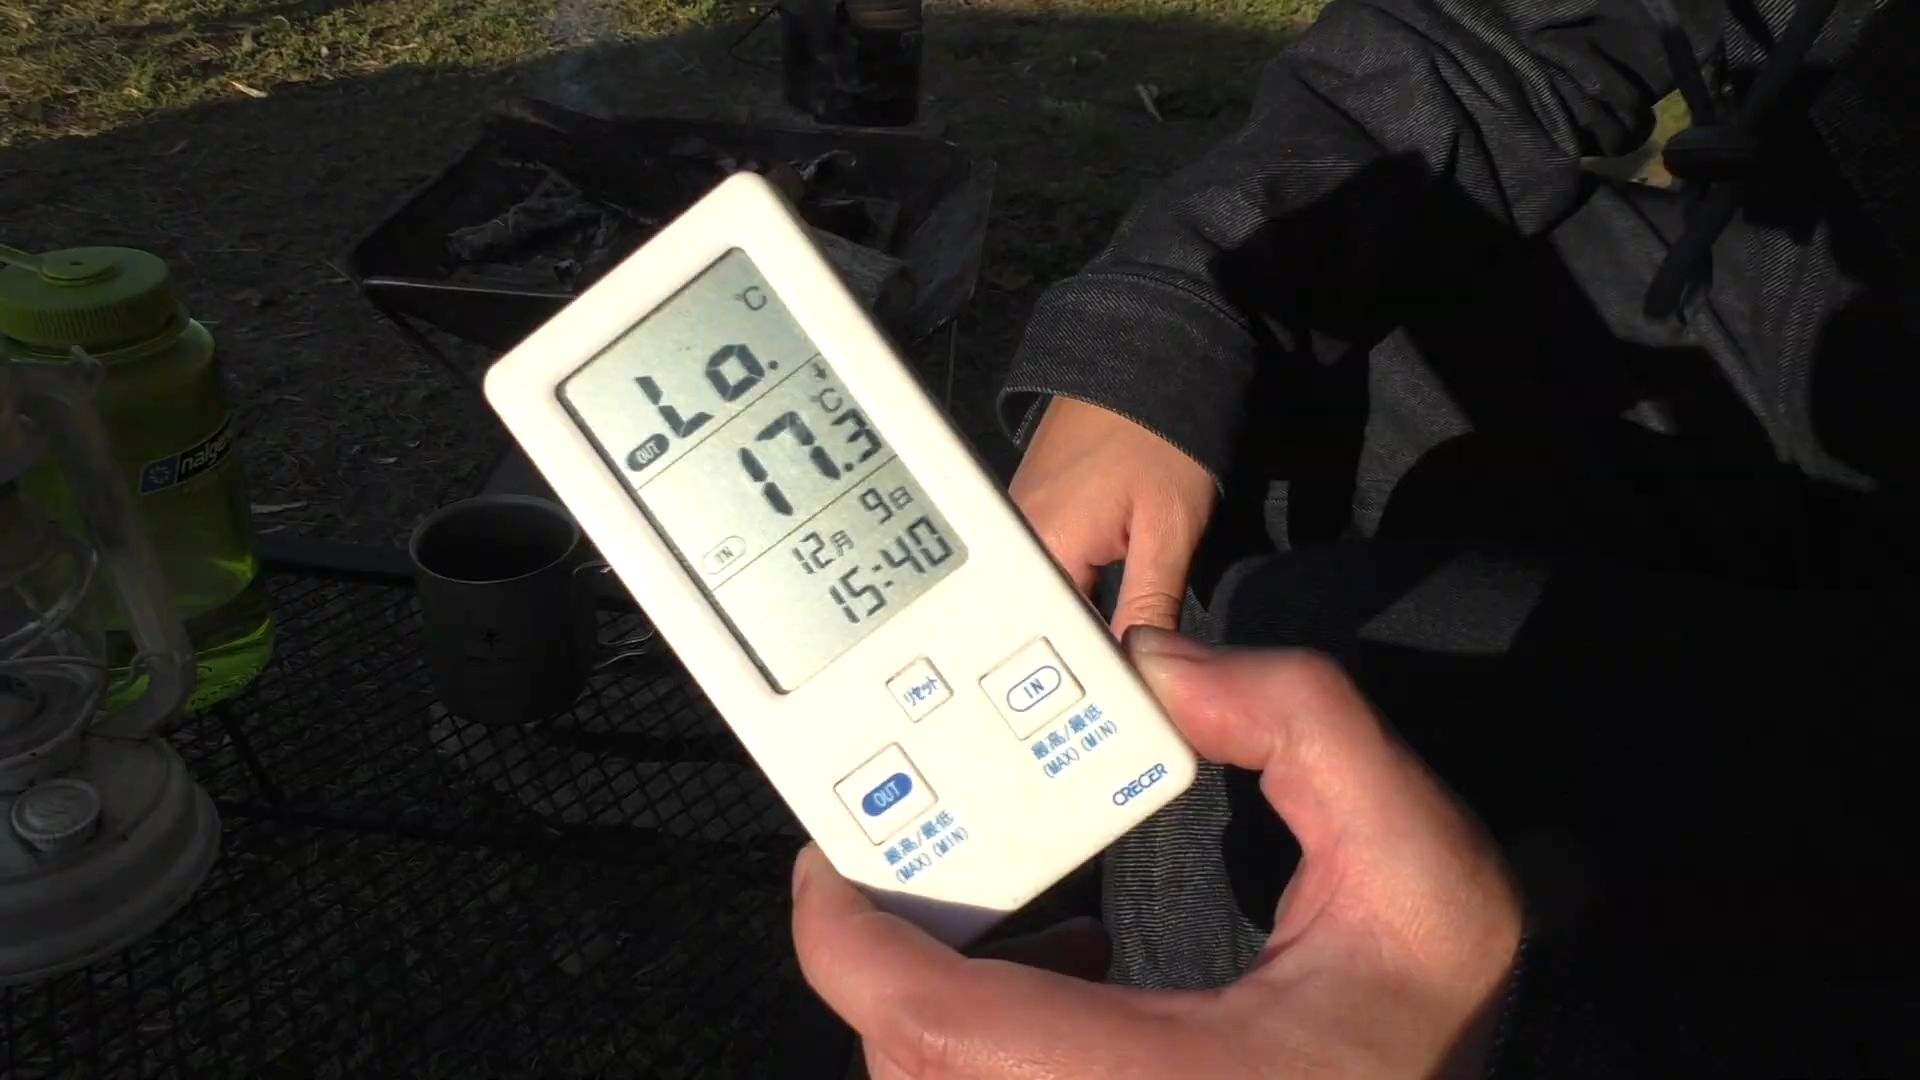 ℃
Lo.
OUT
℃
17.3
IN
12月 9日
15:40
リセット
IN
最高/最低
(MAX) (MIN)
OUT
最高/最低
(MAX) (MIN)
CRECER
nalgen